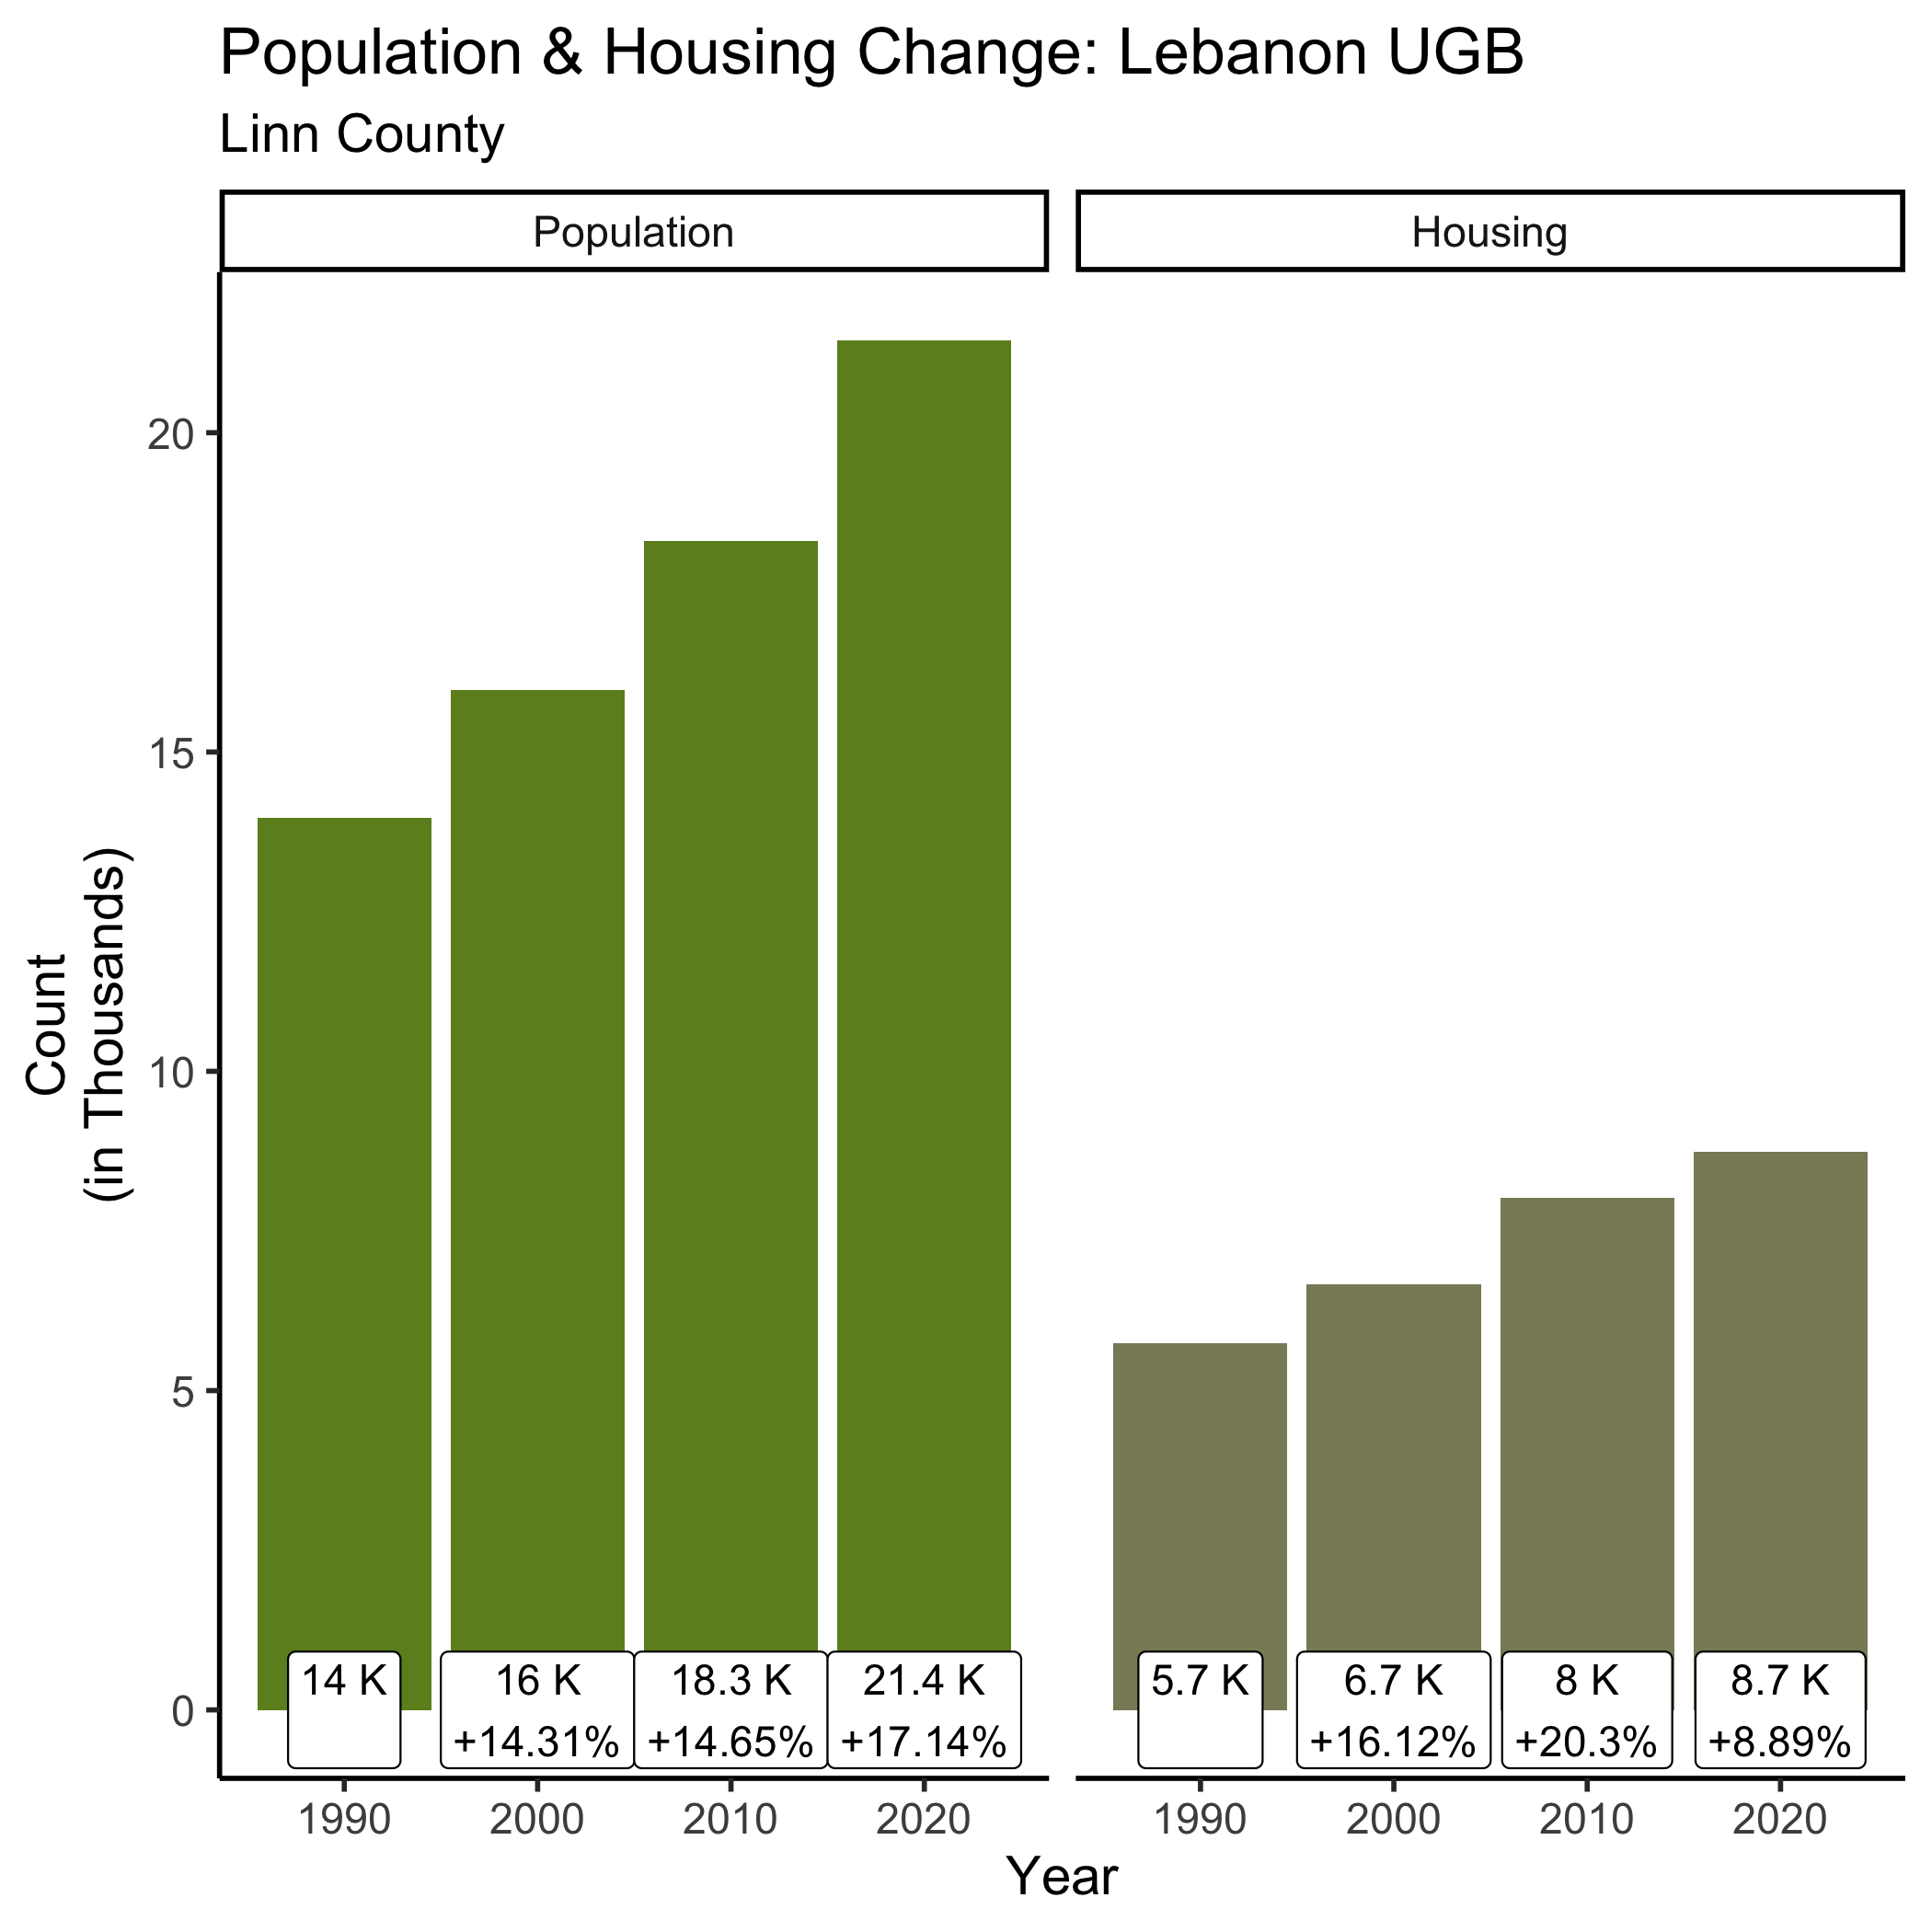 Population & Housing Change: Lebanon UGB
Linn County
Population
Housing
Count
(in Thousands)
20
15
10
5
0
14 K
16 K
+14.31%
18.3 K
+14.65%
21.4 K
+17.14%
5.7 K
6.7 K
+16.12%
8 K
+20.3%
8.7 K
+8.89%
1990
2000
2010
2020
1990
2000
2010
2020
Year